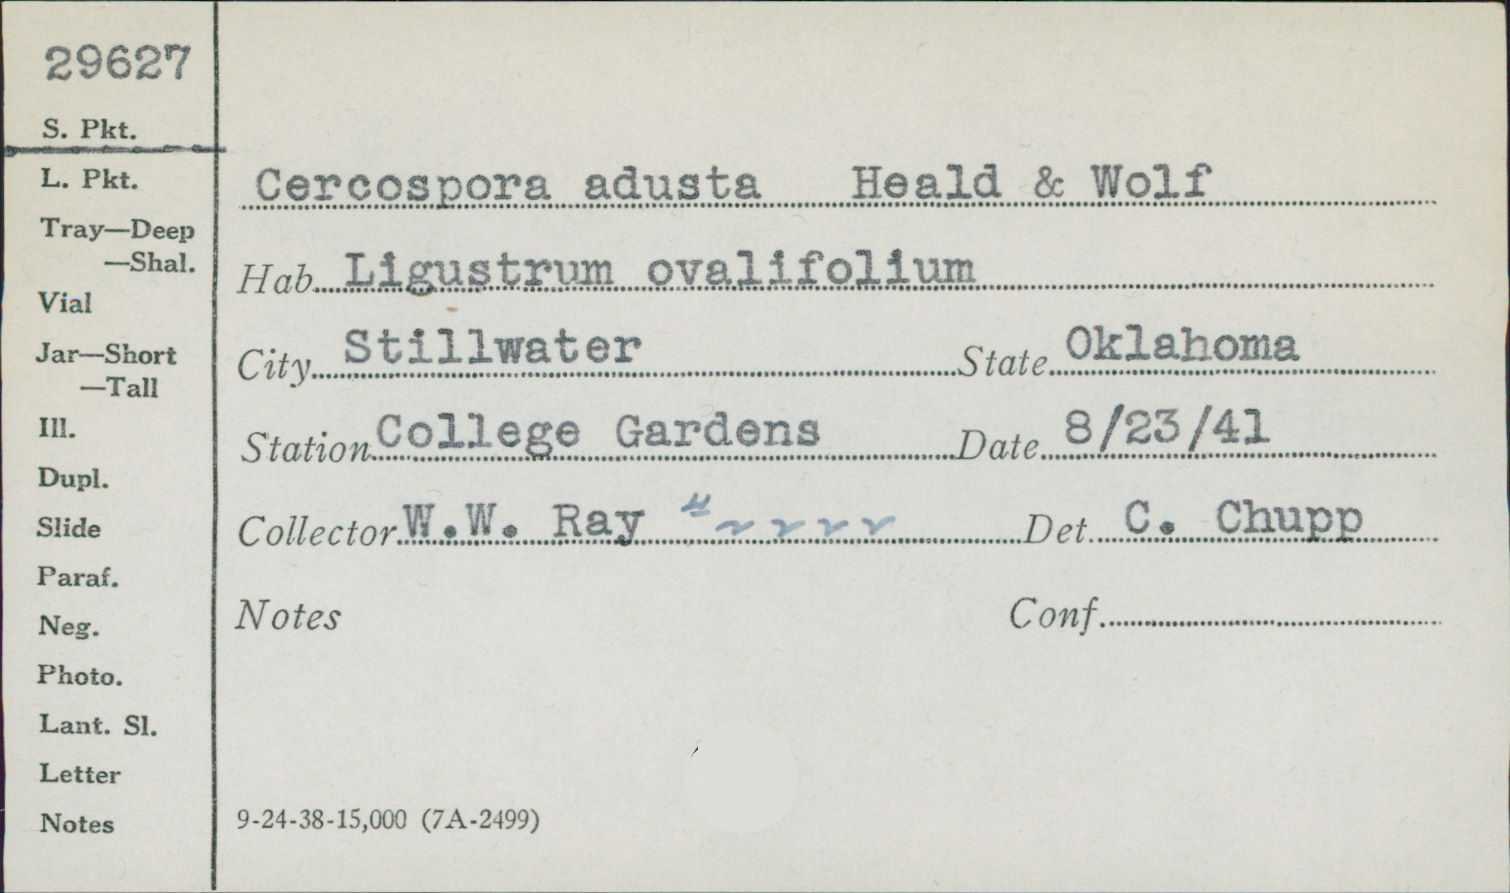 29627
S. Pkt.
L. Pkt.
Tray—Deep
—Shal.
Vial
Jar—Short
—Tall
Ill.
Dupl.
Slide
Paraf.
Neg.
Photo.
Lant. Sl.
Letter
Notes
Cercospora adusta Heald & Wolf
Hab. Ligustrum ovalifolium
City Stillwater State Oklahoma
Station College Gardens Date 8/23/41
Collector W.W. Ray Det. C. Chupp
Notes Conf.
9-24-38-15,000 (7A-2499)